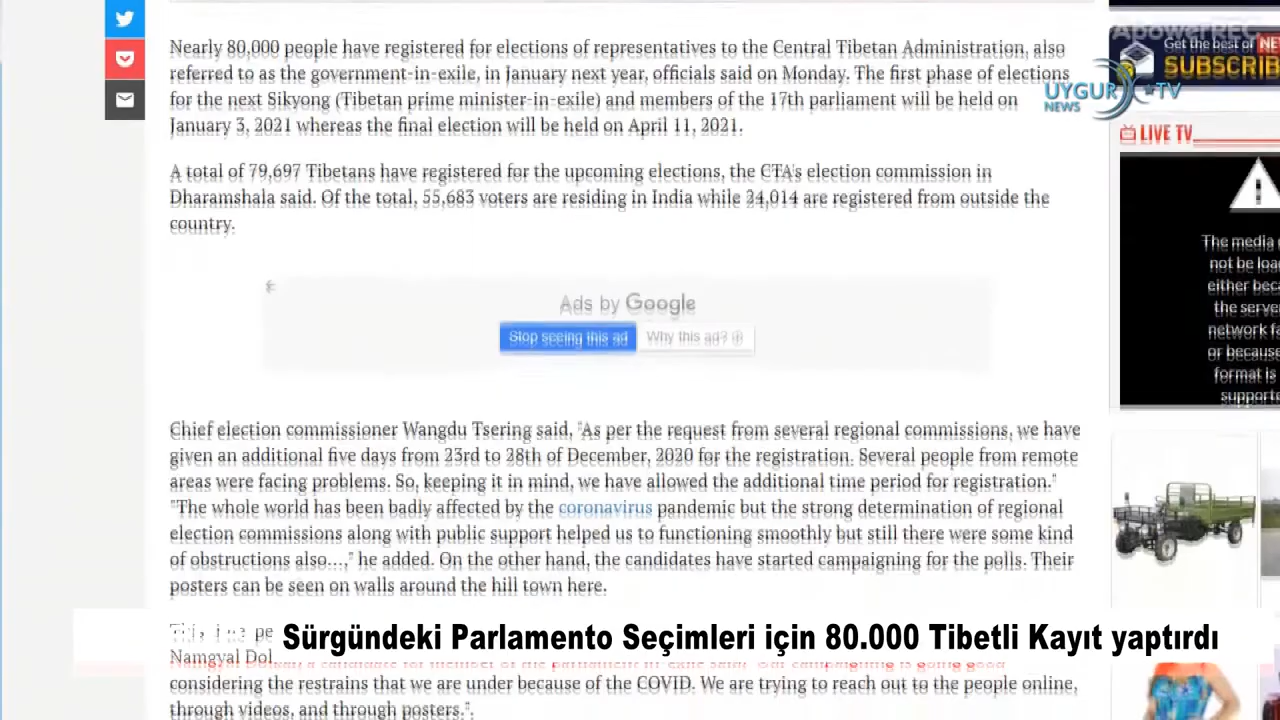 ApowerREC
Get the best of NE
SUBSCRIB
UYGUR TV
NEWS
LIVE TV
Nearly 80,000 people have registered for elections of representatives to the Central Tibetan Administration, also
referred to as the government-in-exile, in January next year, officials said on Monday. The first phase of elections
for the next Sikyong (Tibetan prime minister-in-exile) and members of the 17th parliament will be held on
January 3, 2021 whereas the final election will be held on April 11, 2021.
A total of 79,697 Tibetans have registered for the upcoming elections, the CTA's election commission in
Dharamshala said. Of the total, 55,683 voters are residing in India while 24,014 are registered from outside the
country.
Ads by Google
Stop seeing this ad
Why this ad?
The media
not be loa
either beca
the server
network fa
or because
format is
supporte
Chief election commissioner Wangdu Tsering said, "As per the request from several regional commissions, we have
given an additional five days from 23rd to 28th of December, 2020 for the registration. Several people from remote
areas were facing problems. So, keeping it in mind, we have allowed the additional time period for registration."
"The whole world has been badly affected by the coronavirus pandemic but the strong determination of regional
election commissions along with public support helped us to functioning smoothly but still there were some kind
of obstructions also...," he added. On the other hand, the candidates have started campaigning for the polls. Their
posters can be seen on walls around the hill town here.
Sürgündeki Parlamento Seçimleri için 80.000 Tibetli Kayıt yaptırdı
Namgyal Dol
considering the restrains that we are under because of the COVID. We are trying to reach out to the people online,
through videos, and through posters.".